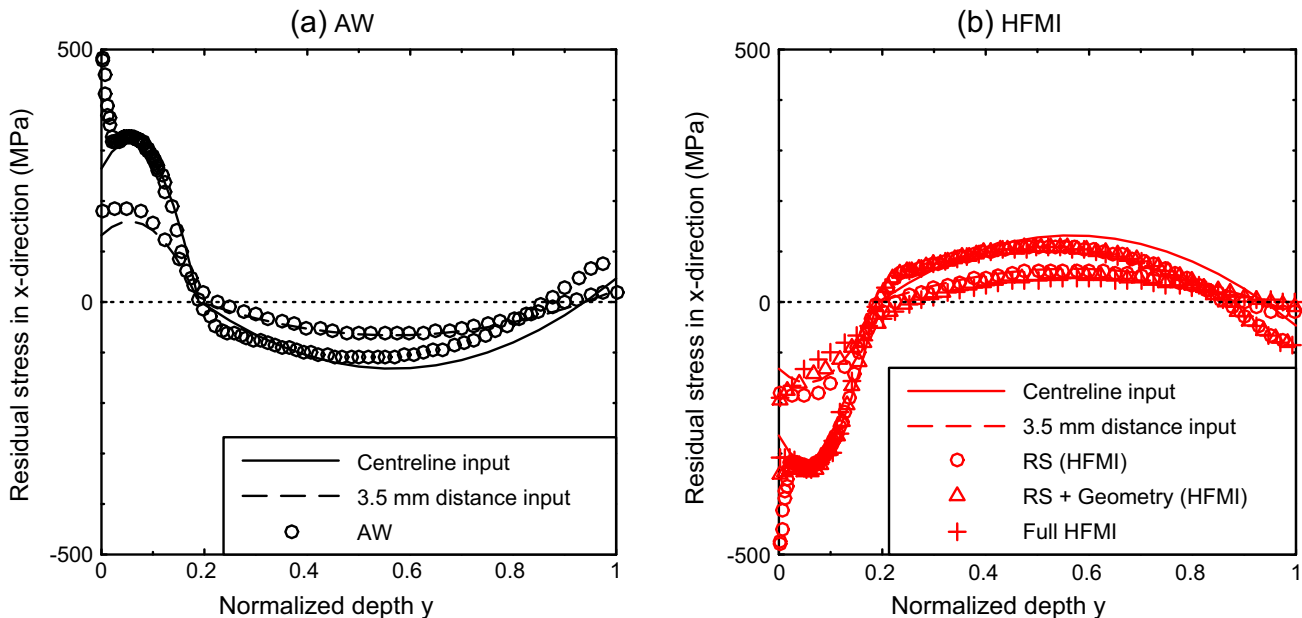 (a) AW
500
0
-500
Residual stress in x-direction (MPa)
Centreline input
3.5 mm distance input
AW
0
0.2
0.4
0.6
0.8
1
Normalized depth y
(b) HFMI
500
0
-500
Residual stress in x-direction (MPa)
Centreline input
3.5 mm distance input
RS (HFMI)
RS + Geometry (HFMI)
Full HFMI
0
0.2
0.4
0.6
0.8
1
Normalized depth y